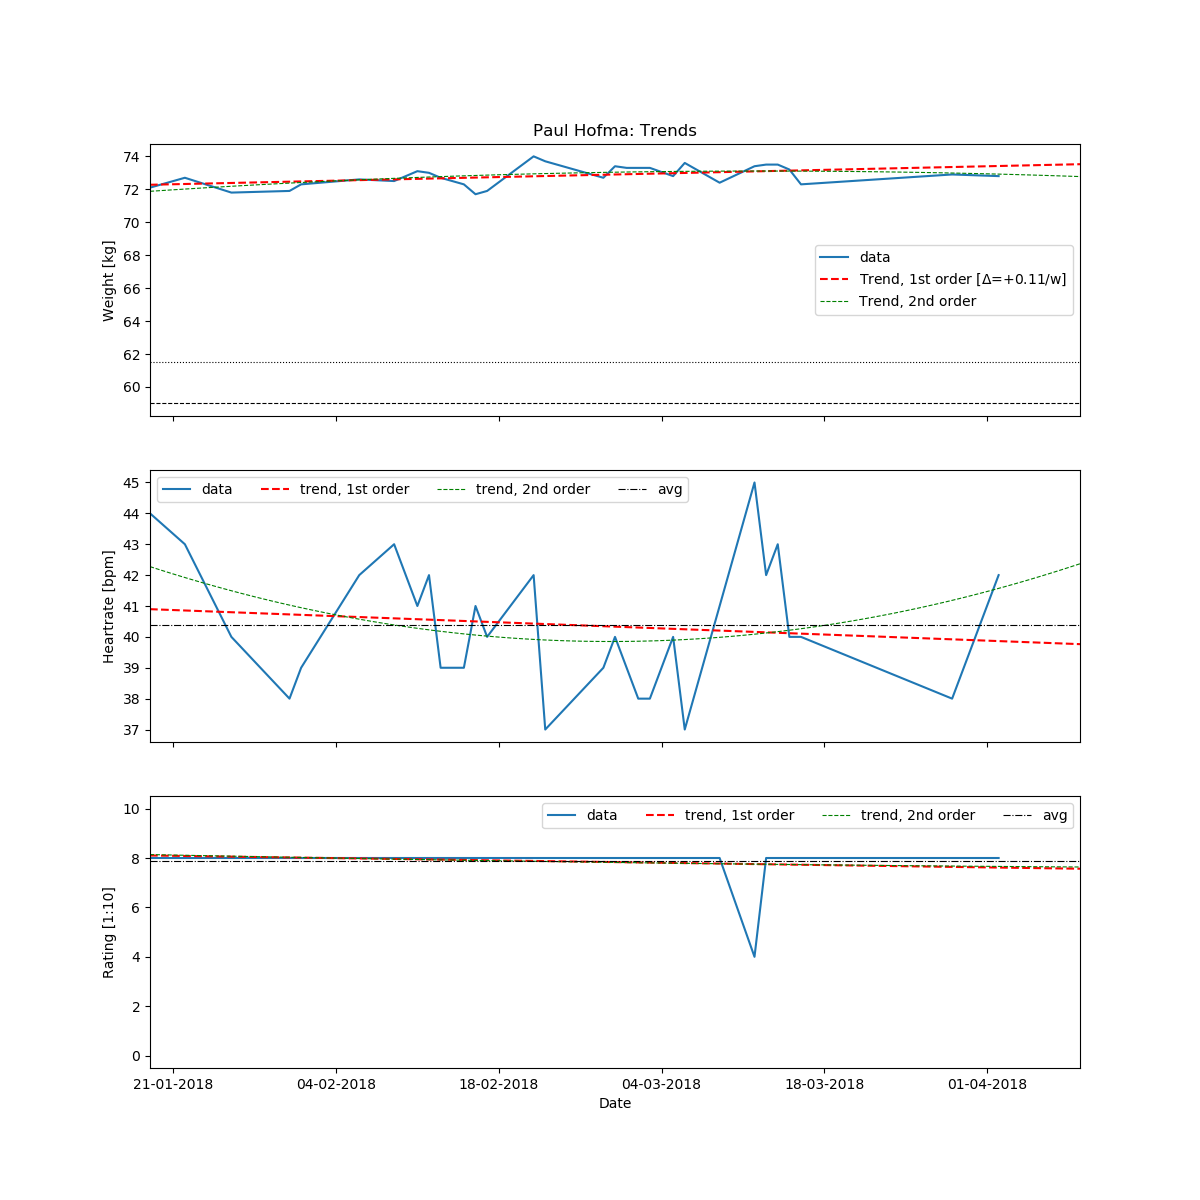 Paul Hofma: Trends
74
72
70
68
66
64
62
60
Weight [kg]
data
Trend, 1st order [Δ=+0.11/w]
Trend, 2nd order
45
44
43
42
41
40
39
38
37
Heartrate [bpm]
data trend, 1st order trend, 2nd order avg
10
8
6
4
2
0
Rating [1:10]
data trend, 1st order trend, 2nd order avg
21-01-2018 04-02-2018 18-02-2018 04-03-2018 18-03-2018 01-04-2018
Date